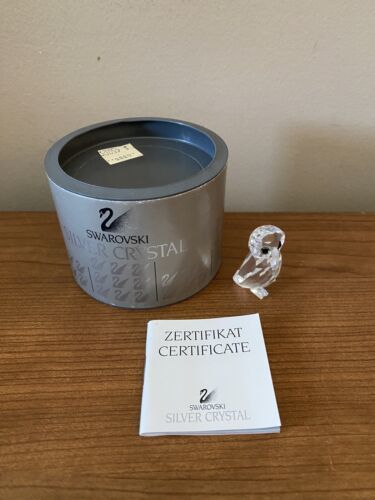 SWAROVSKI
SILVER CRYSTAL
ZERTIFIKAT
CERTIFICATE
SWAROVSKI
SILVER CRYSTAL